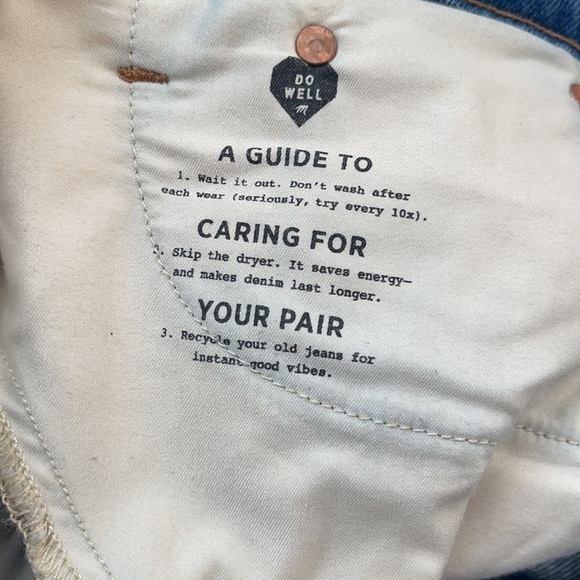 DO
WELL
m
A GUIDE TO
1. Wait it out. Don't wash after
each wear (seriously, try every 10x).
CARING FOR
2. Skip the dryer. It saves energy—
and makes denim last longer.
YOUR PAIR
3. Recycle your old jeans for
instant good vibes.